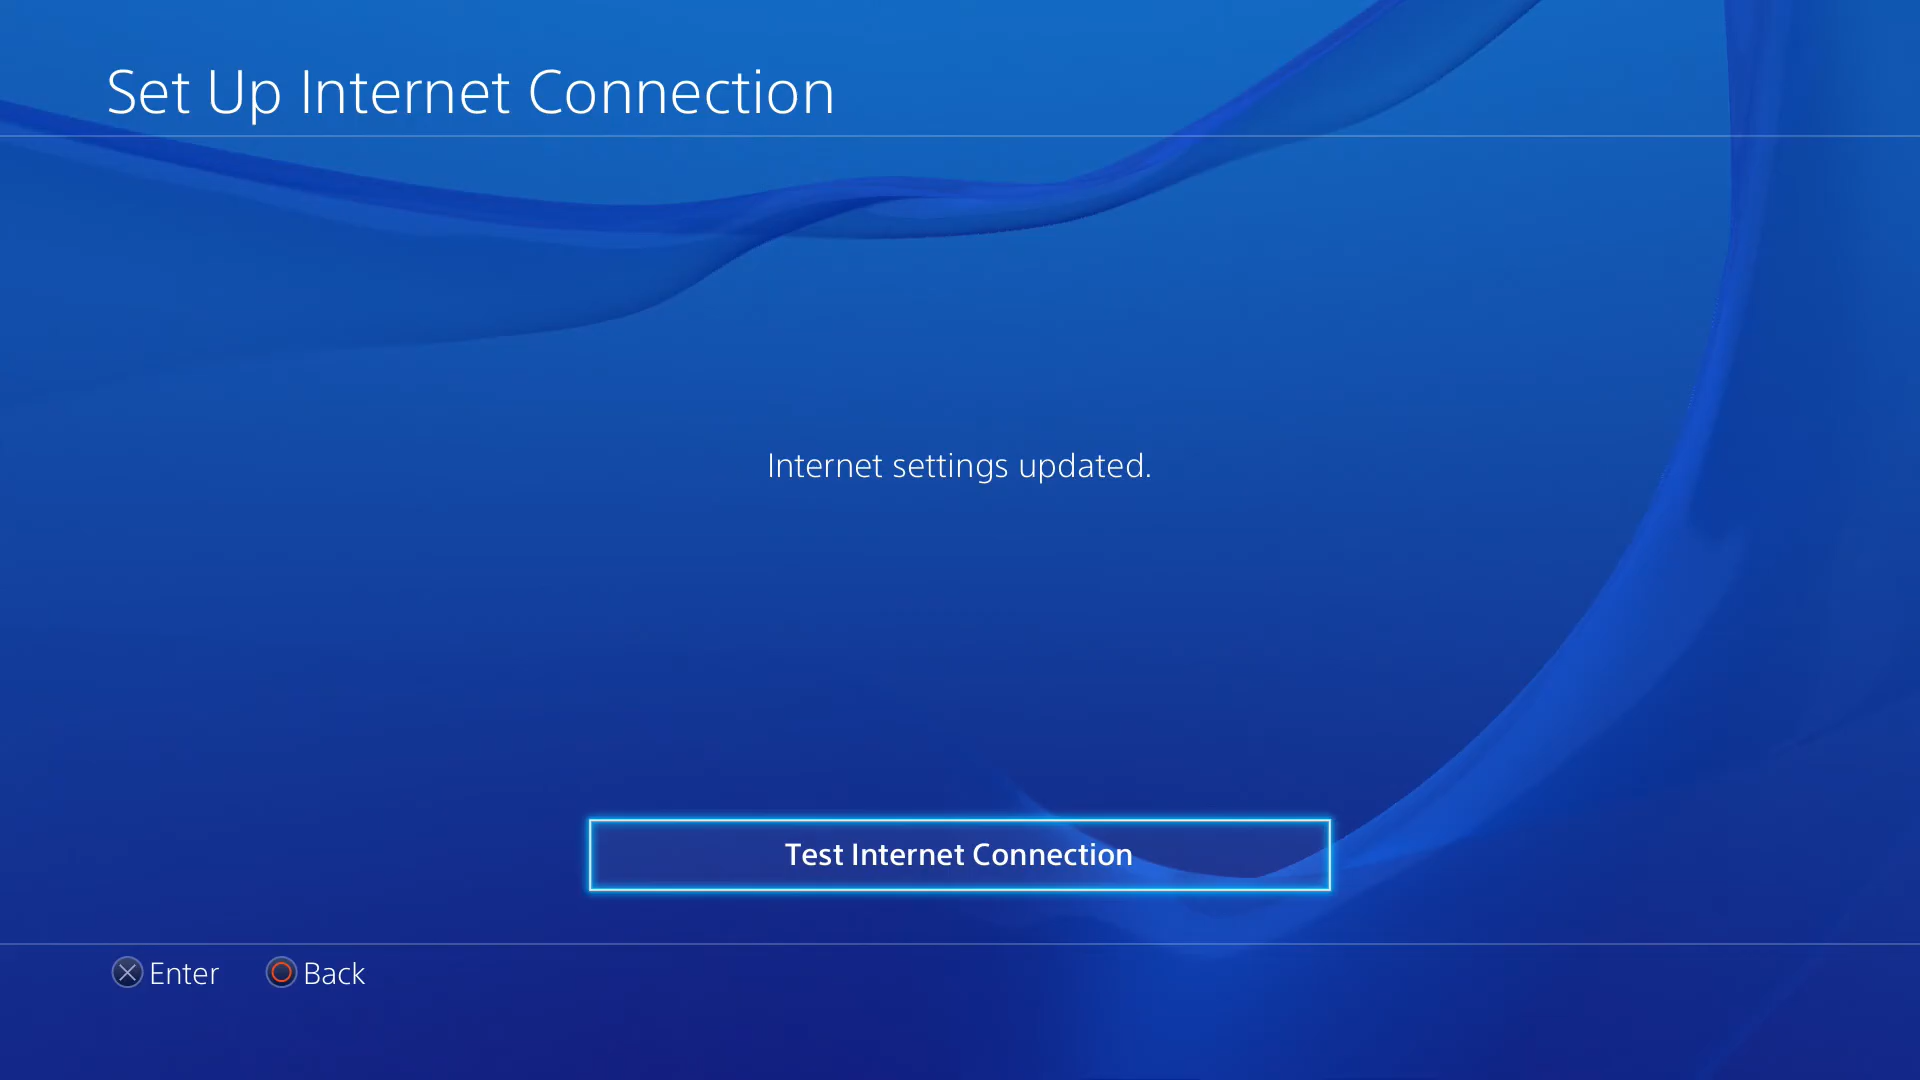 Set Up Internet Connection
Internet settings updated.
Test Internet Connection
Enter Back